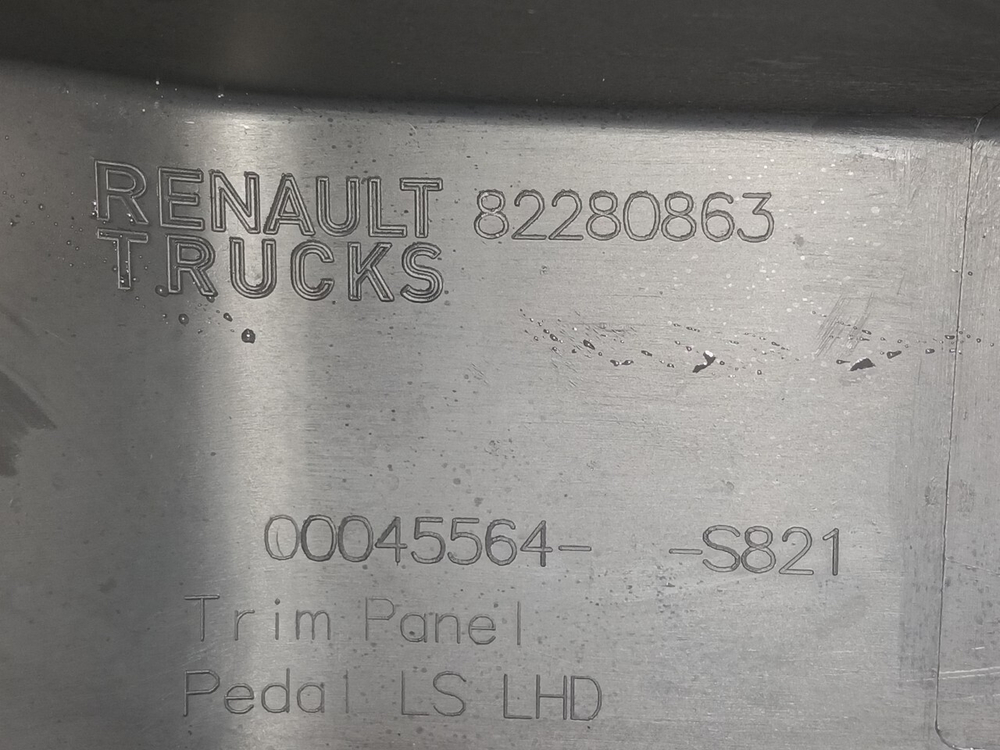 RENAULT
TRUCKS
82280863
00045564- -S821
Trim Panel
Pedal LS LHD